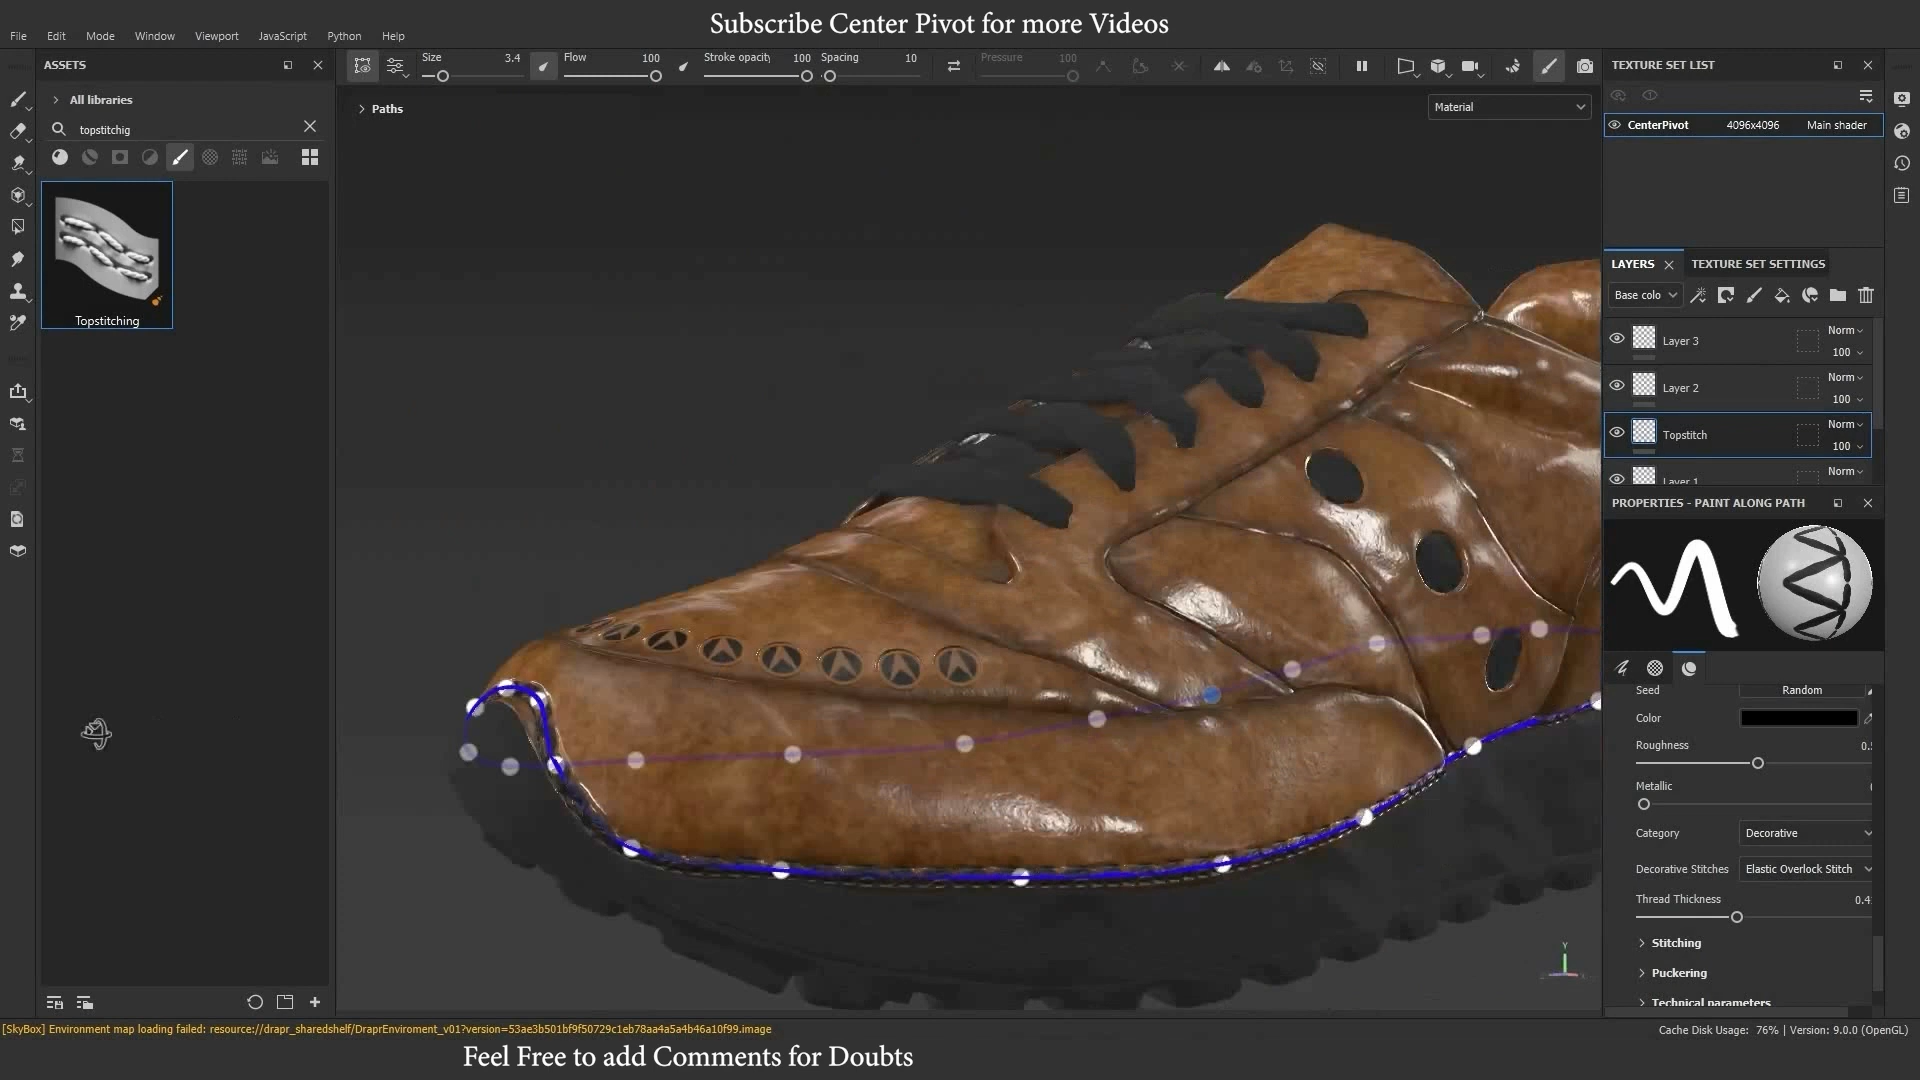 Subscribe Center Pivot for more Videos
File Edit Mode Window Viewport JavaScript Python Help
ASSETS
All libraries
topstitchig
Topstitching
Size 3.4 Flow 100 Stroke opacity 100 Spacing 10 Pressure 100
Paths
Material
TEXTURE SET LIST
CenterPivot 4096x4096 Main shader
LAYERS TEXTURE SET SETTINGS
Base colo
Layer 3 Norm 100
Layer 2 Norm 100
Topstitch Norm 100
Layer 1 Norm
PROPERTIES - PAINT ALONG PATH
Seed Random
Color
Roughness 0.
Metallic
Category Decorative
Decorative Stitches Elastic Overlock Stitch
Thread Thickness 0.4
Stitching
Puckering
Technical parameters
Y
[SkyBox] Environment map loading failed: resource://drapr_sharedshelf/DraprEnviroment_v01?version=53ae3b501bf9f50729c1eb78aa4a5a4b46a10f99.image
Cache Disk Usage: 76% | Version: 9.0.0 (OpenGL)
Feel Free to add Comments for Doubts